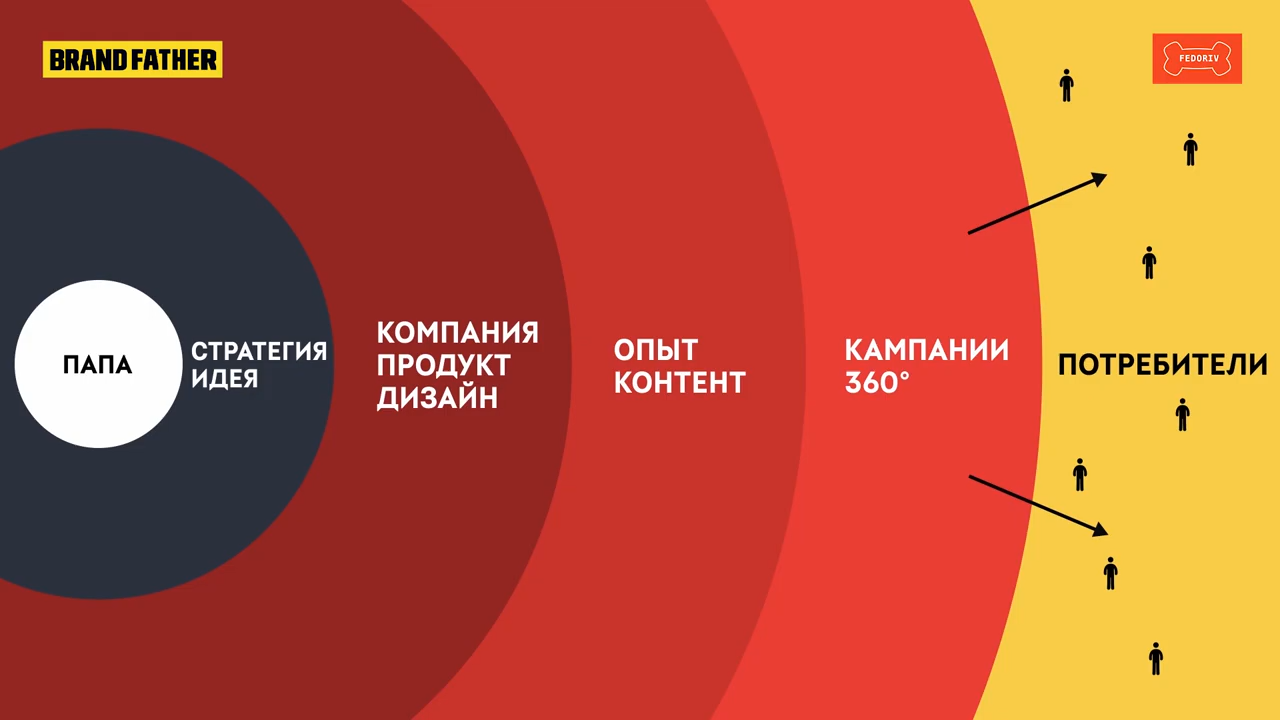 BRAND FATHER
FEDORIV
ПАПА
СТРАТЕГИЯ
ИДЕЯ
КОМПАНИЯ
ПРОДУКТ
ДИЗАЙН
ОПЫТ
КОНТЕНТ
КАМПАНИИ
360°
ПОТРЕБИТЕЛИ